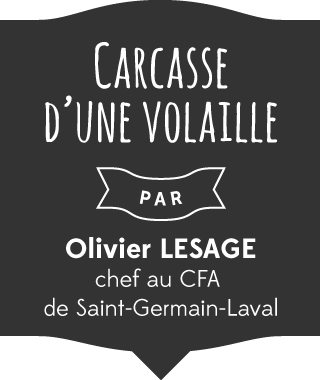 CARCASSE
D'UNE VOLAILLE
PAR
Olivier LESAGE
chef au CFA
de Saint-Germain-Laval